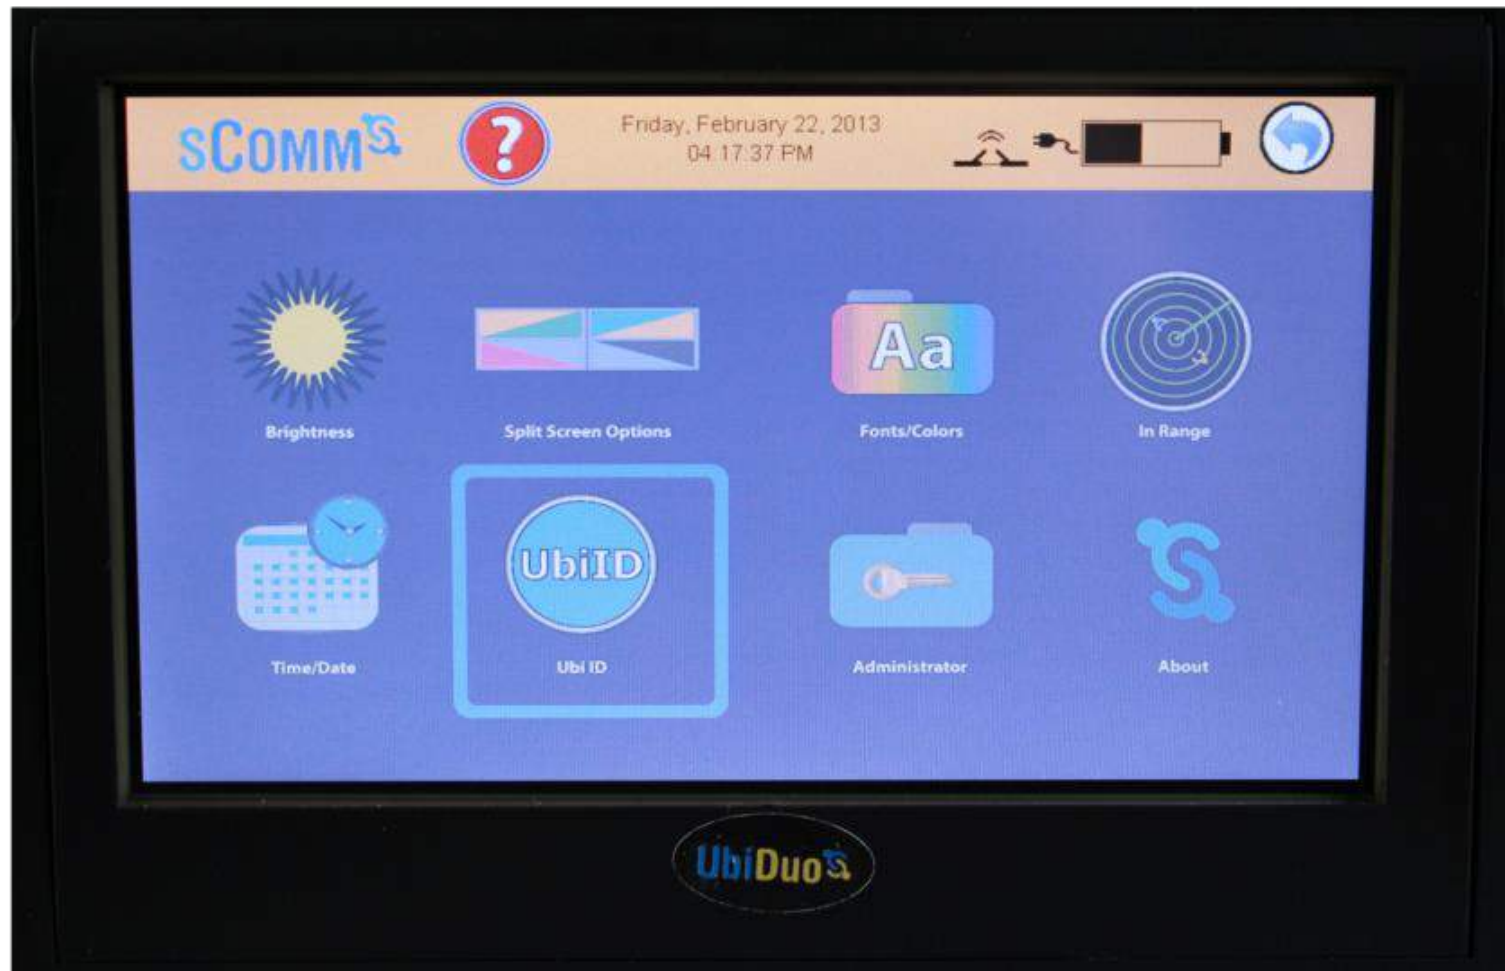 sCOMM
?
Friday, February 22, 2013
04:17:37 PM
Aa
Brightness
Split Screen Options
Fonts/Colors
In Range
UbiID
Time/Date
Ubi ID
Administrator
About
UbiDuo